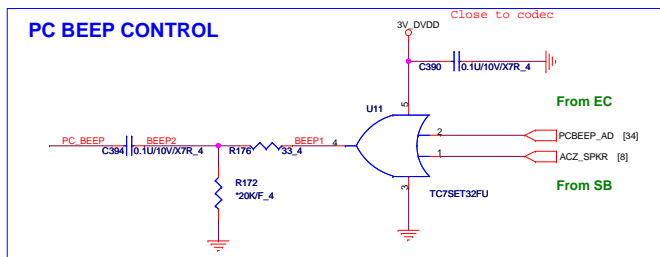 PC BEEP CONTROL
Close to codec
3V_DVDD
C390
0.1U/10V/X7R_4
From EC
U11
5
PC_BEEP
BEEP2
BEEP1
4
2
PCBEEP_AD [34]
C394
0.1U/10V/X7R_4
R176
33_4
1
ACZ_SPKR [8]
3
From SB
R172
*20K/F_4
TC7SET32FU